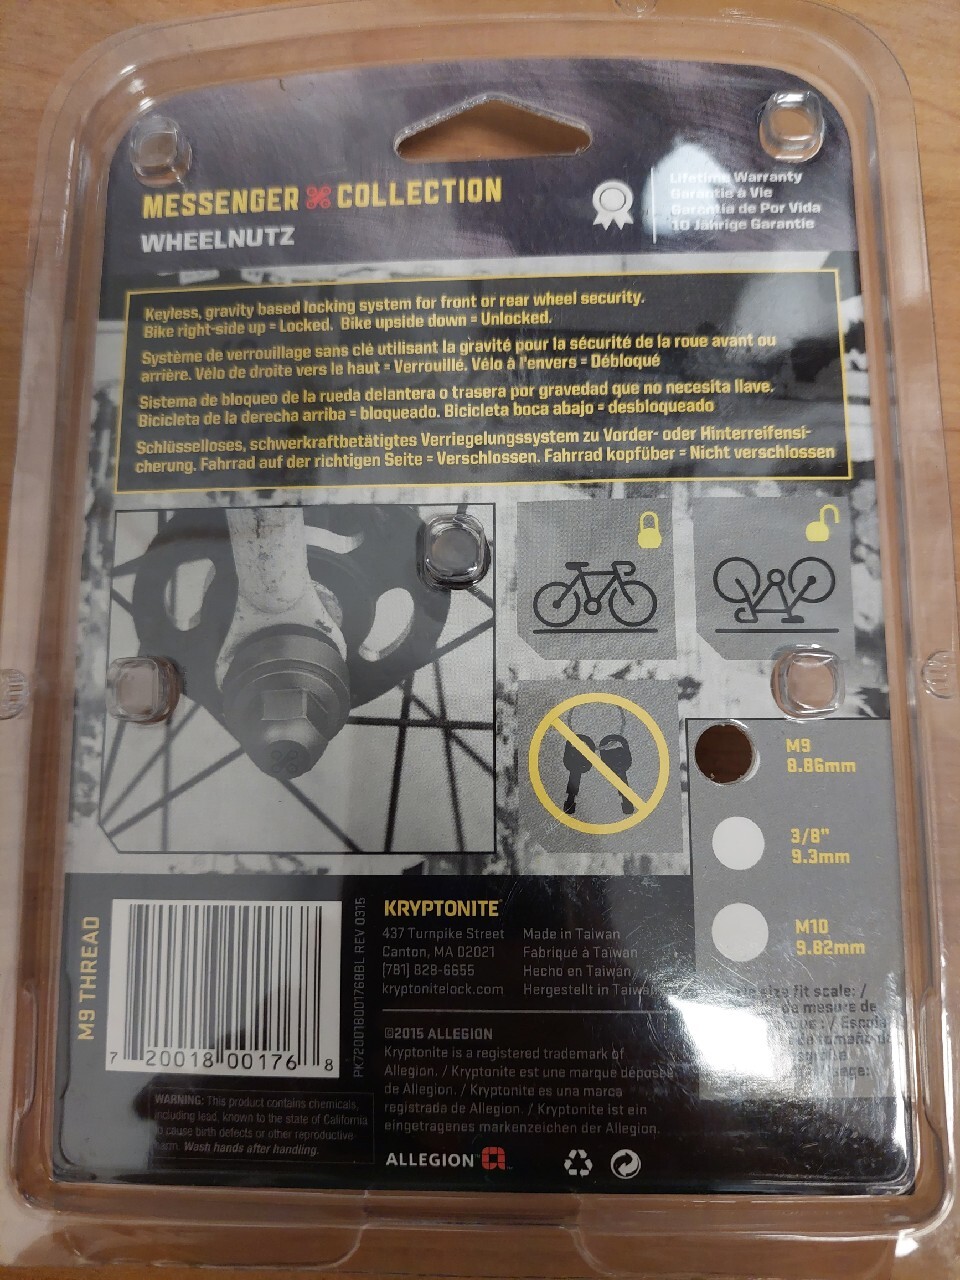 MESSENGER COLLECTION
WHEELNUTZ
Lifetime Warranty
Garantie à Vie
Garantía de Por Vida
10 Jährige Garantie
Keyless, gravity based locking system for front or rear wheel security.
Bike right-side up = Locked. Bike upside down = Unlocked.
Système de verrouillage sans clé utilisant la gravité pour la sécurité de la roue avant ou
arrière. Vélo de droite vers le haut = Verrouillé. Vélo à l'envers = Débloqué
Sistema de bloqueo de la rueda delantera o trasera por gravedad que no necesita llave.
Bicicleta de la derecha arriba = bloqueado. Bicicleta boca abajo = desbloqueado
Schlüsselloses, schwerkraftbetätigtes Verriegelungssystem zu Vorder- oder Hinterreifensi-
cherung. Fahrrad auf der richtigen Seite = Verschlossen. Fahrrad kopfüber = Nicht verschlossen
M9
8.86mm
3/8"
9.3mm
M10
9.82mm
size fit scale: /
de mesure de
M9 THREAD
7 20018 00176 8
PK720018001768BL REV 0315
KRYPTONITE
437 Turnpike Street
Canton, MA 02021
(781) 828-6655
kryptonitelock.com
Made in Taiwan
Fabriqué à Taiwan
Hecho en Taiwan
Hergestellt in Taiwan
©2015 ALLEGION
Kryptonite is a registered trademark of
Allegion. / Kryptonite est une marque déposée
de Allegion. / Kryptonite es una marca
registrada de Allegion. / Kryptonite ist ein
eingetragenes markenzeichen der Allegion.
ALLEGION
WARNING: This product contains chemicals,
including lead, known to the state of California
to cause birth defects or other reproductive
harm. Wash hands after handling.